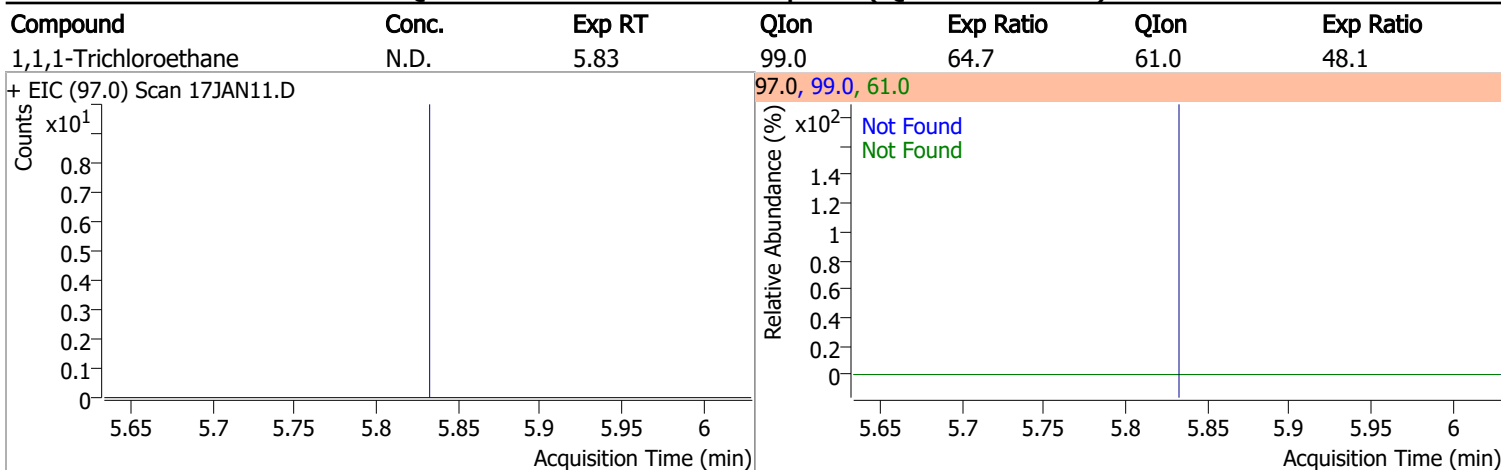 Compound Conc. Exp RT QIon Exp Ratio QIon Exp Ratio
1,1,1-Trichloroethane N.D. 5.83 99.0 64.7 61.0 48.1
+ EIC (97.0) Scan 17JAN11.D
Counts
x10¹
0.8
0.7
0.6
0.5
0.4
0.3
0.2
0.1
0
5.65 5.7 5.75 5.8 5.85 5.9 5.95 6
Acquisition Time (min)
97.0, 99.0, 61.0
Relative Abundance (%)
x10²
Not Found
Not Found
1.4
1.2
1
0.8
0.6
0.4
0.2
0
5.65 5.7 5.75 5.8 5.85 5.9 5.95 6
Acquisition Time (min)